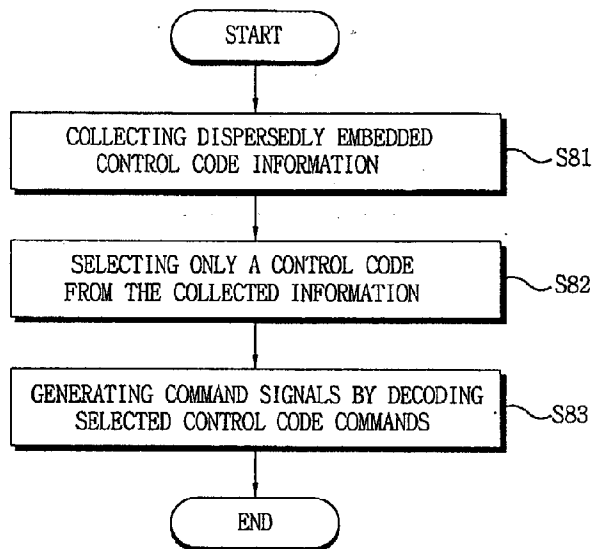 START
COLLECTING DISPERSEDLY EMBEDDED
CONTROL CODE INFORMATION
S81
SELECTING ONLY A CONTROL CODE
FROM THE COLLECTED INFORMATION
S82
GENERATING COMMAND SIGNALS BY DECODING
SELECTED CONTROL CODE COMMANDS
S83
END